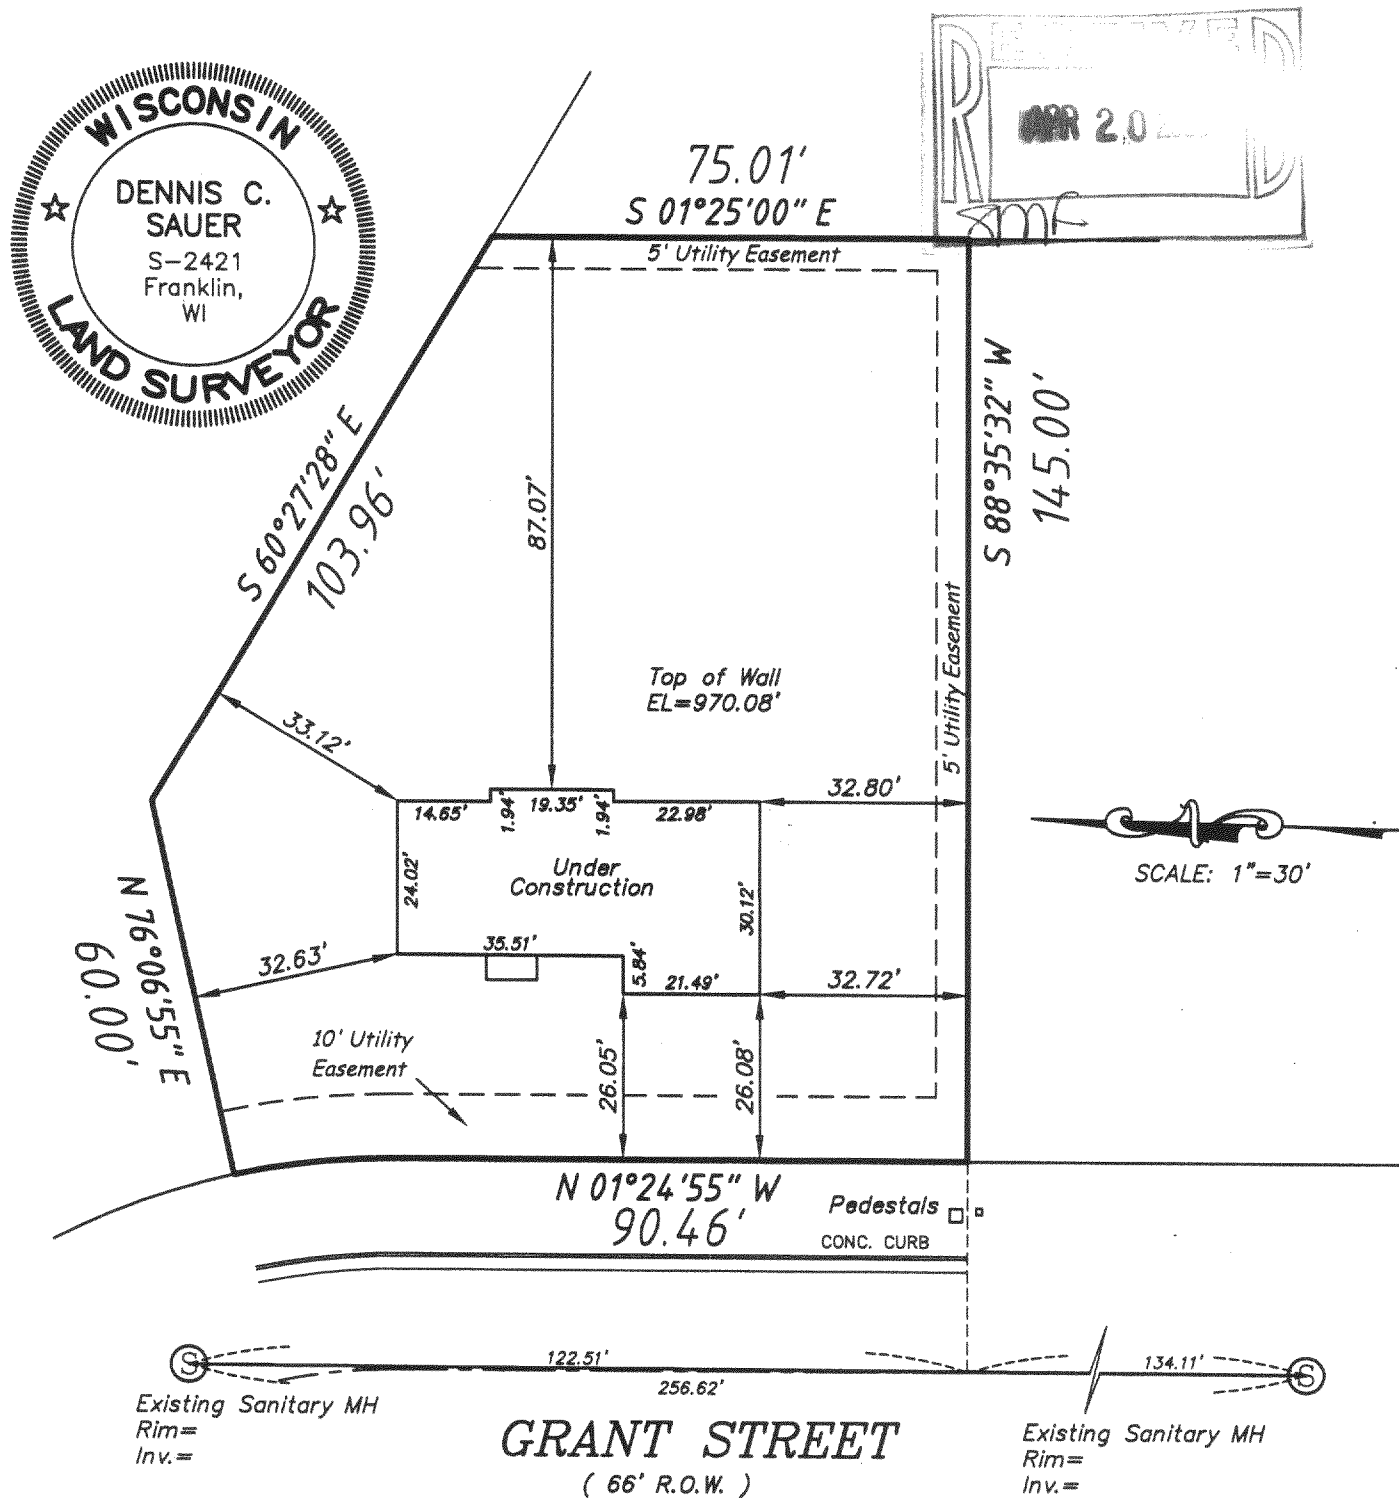 WISCONSIN
DENNIS C.
SAUER
S-2421
Franklin,
WI
LAND SURVEYOR
RECEIVED
MAR 20
75.01'
S 01°25'00" E
5' Utility Easement
S 60°27'28" E
103.96'
87.07'
S 88°35'32" W
145.00'
5' Utility Easement
Top of Wall
EL=970.08'
33.12'
14.65'
1.94'
19.35'
1.94'
22.98'
32.80'
24.02'
Under
Construction
30.12'
SCALE: 1"=30'
N 76°06'55" E
60.00'
32.63'
35.51'
5.84'
21.49'
32.72'
10' Utility
Easement
26.05'
26.08'
N 01°24'55" W
90.46'
Pedestals
CONC. CURB
S
122.51'
256.62'
134.11'
S
Existing Sanitary MH
Rim=
Inv.=
GRANT STREET
( 66' R.O.W. )
Existing Sanitary MH
Rim=
Inv.=